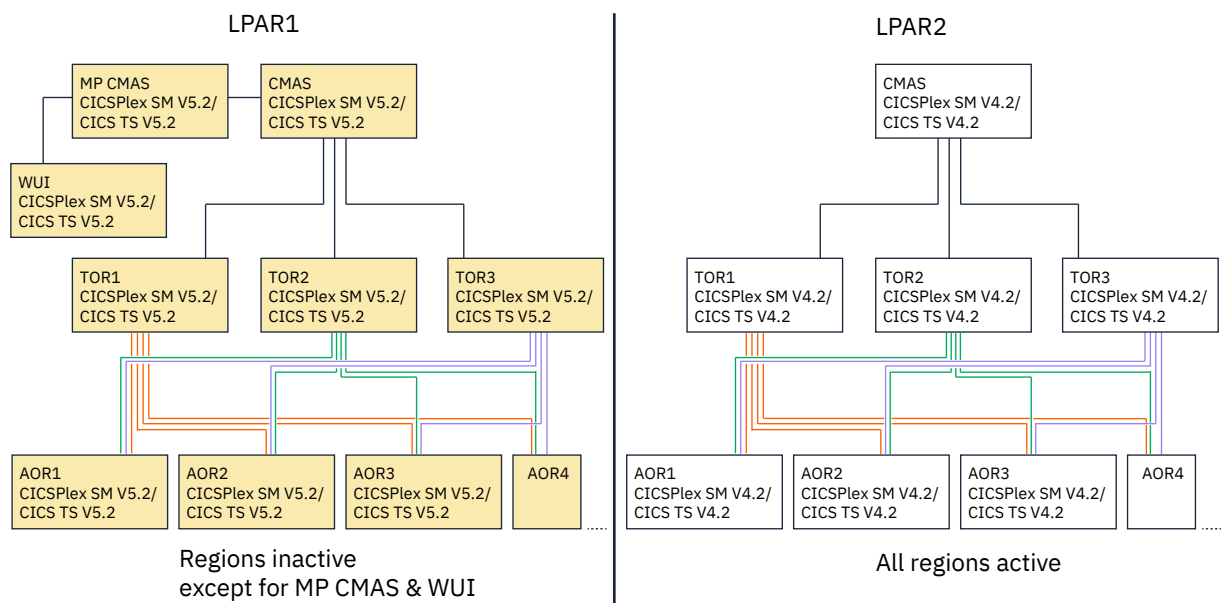 LPAR1
MP CMAS
CICSPlex SM V5.2/
CICS TS V5.2
CMAS
CICSPlex SM V5.2/
CICS TS V5.2
WUI
CICSPlex SM V5.2/
CICS TS V5.2
TOR1
CICSPlex SM V5.2/
CICS TS V5.2
TOR2
CICSPlex SM V5.2/
CICS TS V5.2
TOR3
CICSPlex SM V5.2/
CICS TS V5.2
AOR1
CICSPlex SM V5.2/
CICS TS V5.2
AOR2
CICSPlex SM V5.2/
CICS TS V5.2
AOR3
CICSPlex SM V5.2/
CICS TS V5.2
AOR4
Regions inactive
except for MP CMAS & WUI
LPAR2
CMAS
CICSPlex SM V4.2/
CICS TS V4.2
TOR1
CICSPlex SM V4.2/
CICS TS V4.2
TOR2
CICSPlex SM V4.2/
CICS TS V4.2
TOR3
CICSPlex SM V4.2/
CICS TS V4.2
AOR1
CICSPlex SM V4.2/
CICS TS V4.2
AOR2
CICSPlex SM V4.2/
CICS TS V4.2
AOR3
CICSPlex SM V4.2/
CICS TS V4.2
AOR4
All regions active